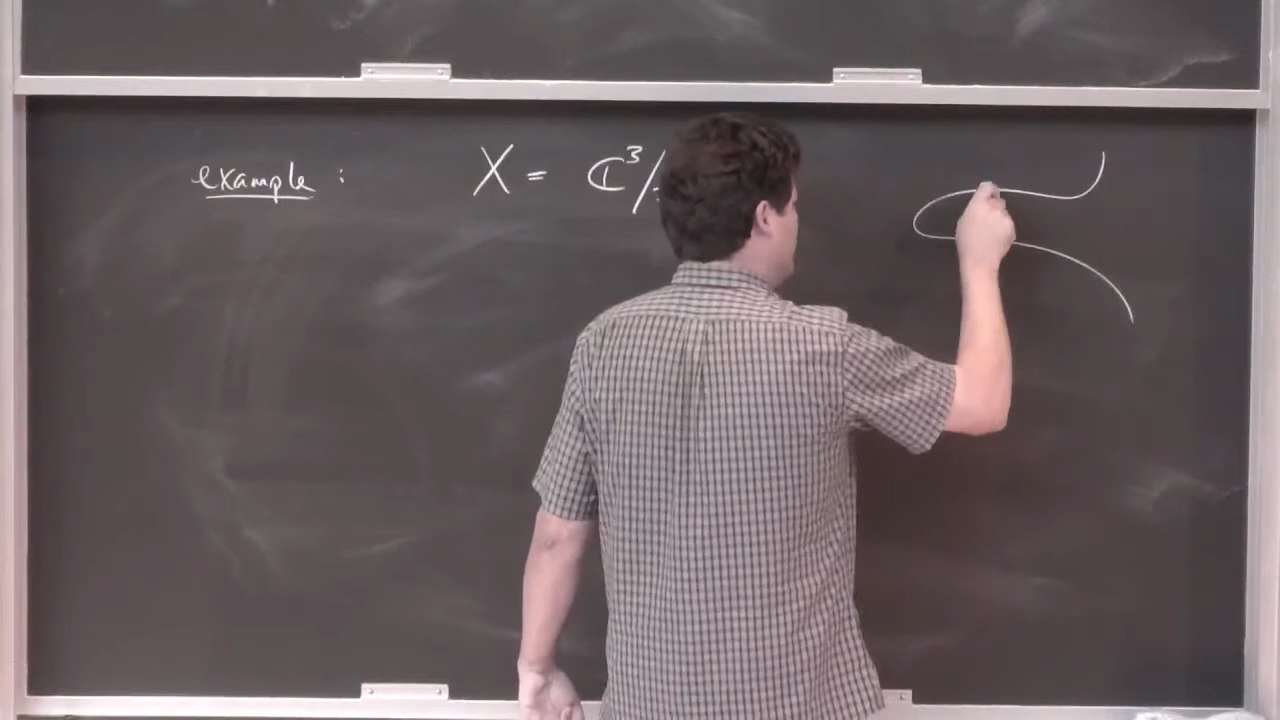 example : X = ℂ³/